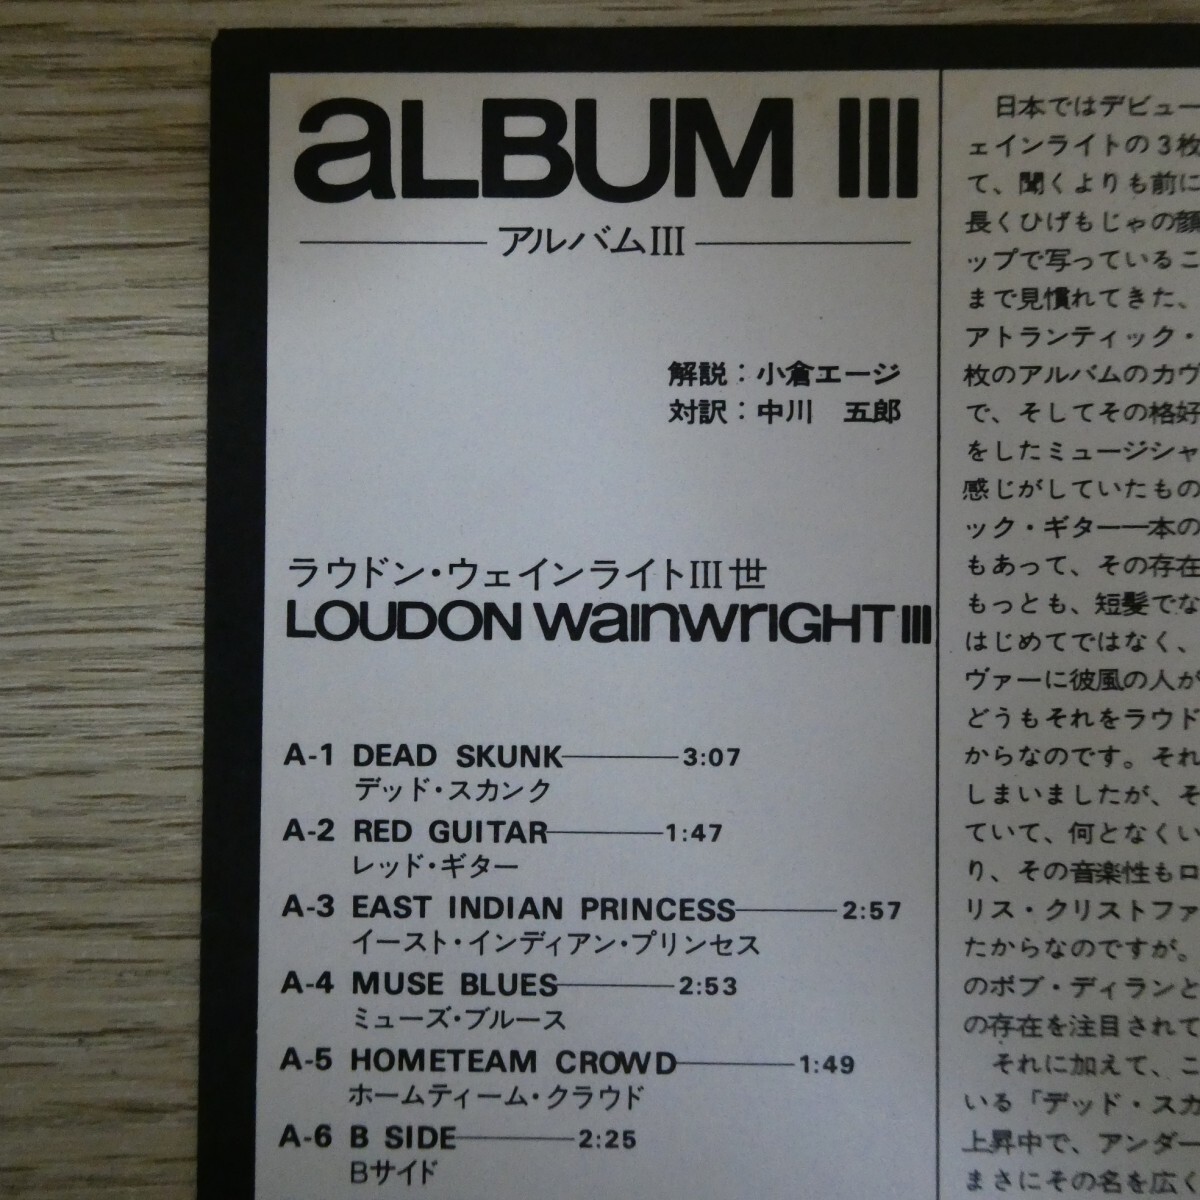 aLBUM III
アルバムIII
解説：小倉エージ
対訳：中川 五郎
ラウドン・ウェインライトIII世
LOUDON WaINWrIGHT III
A-1 DEAD SKUNK 3:07
デッド・スカンク
A-2 RED GUITAR 1:47
レッド・ギター
A-3 EAST INDIAN PRINCESS 2:57
イースト・インディアン・プリンセス
A-4 MUSE BLUES 2:53
ミューズ・ブルース
A-5 HOMETEAM CROWD 1:49
ホームティーム・クラウド
A-6 B SIDE 2:25
Bサイド
日本ではデビュー
ェインライトの3枚
て、聞くよりも前に
長くひげもじゃの顔
ップで写っているこ
まで見慣れてきた、
アトランティック・
枚のアルバムのカヴ
で、そしてその格好
をしたミュージシャ
感じがしていたもの
ック・ギター一本の
もあって、その存在
もっとも、短髪でな
はじめてではなく、
ヴァーに彼風の人が
どうもそれをラウド
からなのです。それ
しまいましたが、そ
ていて、何となくい
り、その音楽性もロ
リス・クリストファ
たからなのですが。
のボブ・ディランと
の存在を注目されて
それに加えて、こ
いる「デッド・スカ
上昇中で、アンダー
まさにその名を広く